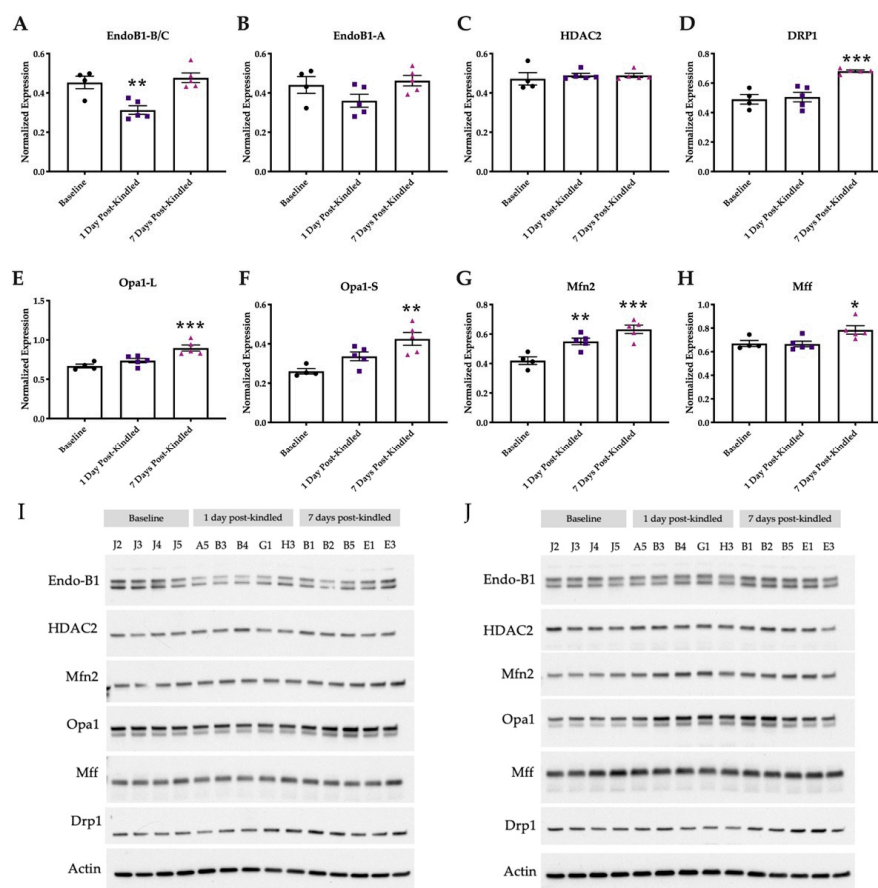 A
EndoB1-B/C
Normalized Expression
0.6
0.4
0.2
0.0
**
Baseline
1 Day Post-Kindled
7 Days Post-Kindled
B
EndoB1-A
Normalized Expression
0.6
0.4
0.2
0.0
Baseline
1 Day Post-Kindled
7 Days Post-Kindled
C
HDAC2
Normalized Expression
0.6
0.4
0.2
0.0
Baseline
1 Day Post-Kindled
7 Days Post-Kindled
D
DRP1
Normalized Expression
0.8
0.6
0.4
0.2
0.0
***
Baseline
1 Day Post-Kindled
7 Days Post-Kindled
E
Opa1-L
Normalized Expression
1.5
1.0
0.5
0.0
***
Baseline
1 Day Post-Kindled
7 Days Post-Kindled
F
Opa1-S
Normalized Expression
0.6
0.4
0.2
0.0
**
Baseline
1 Day Post-Kindled
7 Days Post-Kindled
G
Mfn2
Normalized Expression
0.8
0.6
0.4
0.2
0.0
**
***
Baseline
1 Day Post-Kindled
7 Days Post-Kindled
H
Mff
Normalized Expression
1.0
0.8
0.6
0.4
0.2
0.0
*
Baseline
1 Day Post-Kindled
7 Days Post-Kindled
I
Baseline 1 day post-kindled 7 days post-kindled
J2 J3 J4 J5 A5 B3 B4 G1 H3 B1 B2 B5 E1 E3
Endo-B1
HDAC2
Mfn2
Opa1
Mff
Drp1
Actin
J
Baseline 1 day post-kindled 7 days post-kindled
J2 J3 J4 J5 A5 B3 B4 G1 H3 B1 B2 B5 E1 E3
Endo-B1
HDAC2
Mfn2
Opa1
Mff
Drp1
Actin